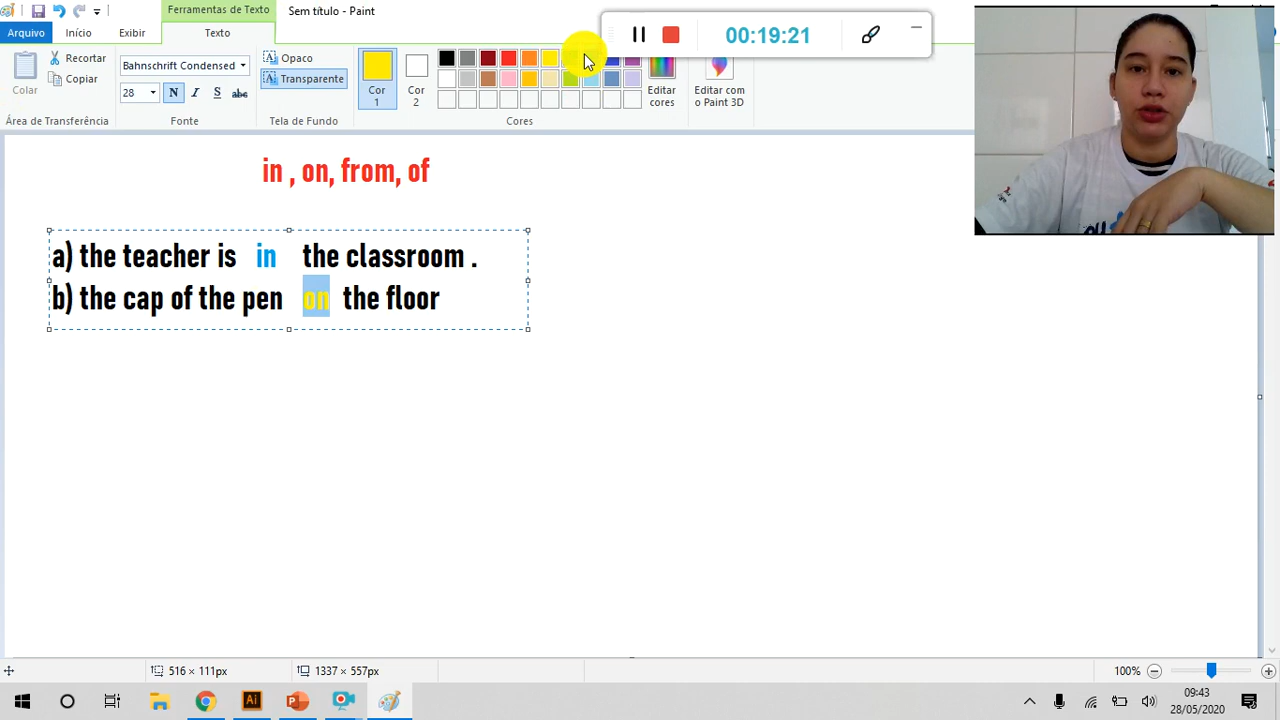 Ferramentas de Texto
Sem título - Paint
Arquivo
Início
Exibir
Texto
00:19:21
Colar
Recortar
Copiar
Bahnschrift Condensed
28
N
I
S
abc
Opaco
Transparente
Cor
1
Cor
2
Editar
cores
Editar com
o Paint 3D
Área de Transferência
Fonte
Tela de Fundo
Cores
in , on, from, of
a) the teacher is in the classroom .
b) the cap of the pen on the floor
516 × 111px
1337 × 557px
100%
Ai
09:43
28/05/2020